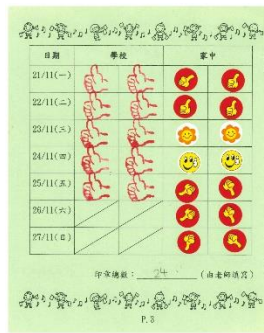 日期 學校 家中
21/11(一)
22/11(二)
23/11(三)
24/11(四)
25/11(五)
26/11(六)
27/11(日)
印章總數：24（由老師填寫）
P.3